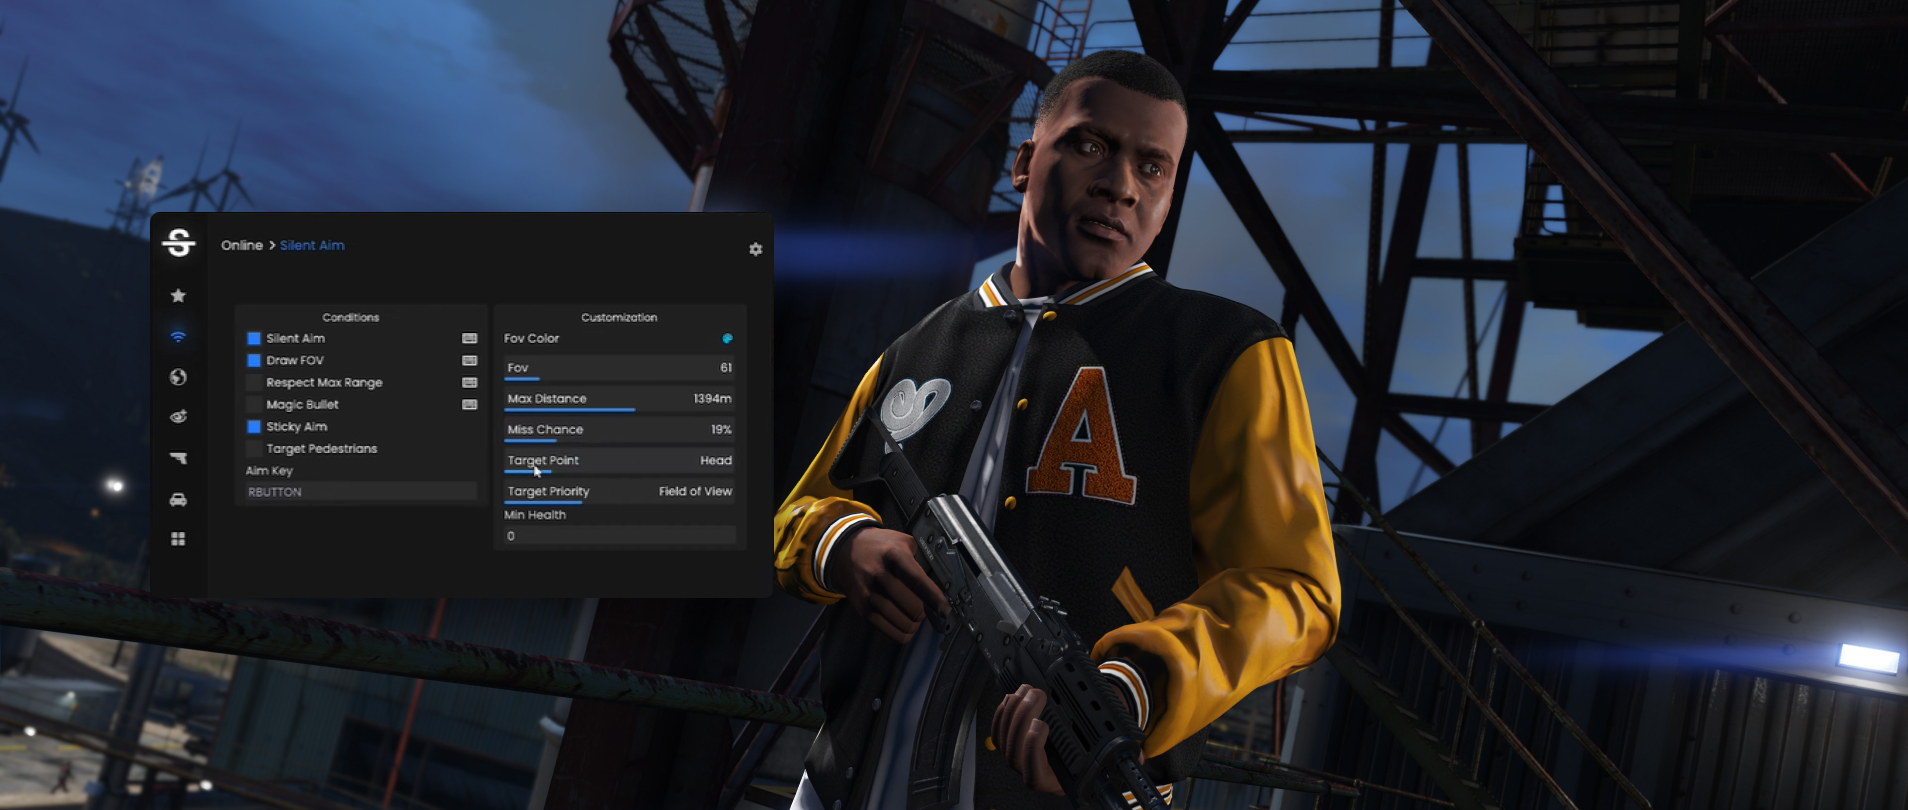 S
Online > Silent Aim
Conditions
Silent Aim
Draw FOV
Respect Max Range
Magic Bullet
Sticky Aim
Target Pedestrians
Aim Key
RBUTTON
Customization
Fov Color
Fov 61
Max Distance 1394m
Miss Chance 19%
Target Point Head
Target Priority Field of View
Min Health
0
A